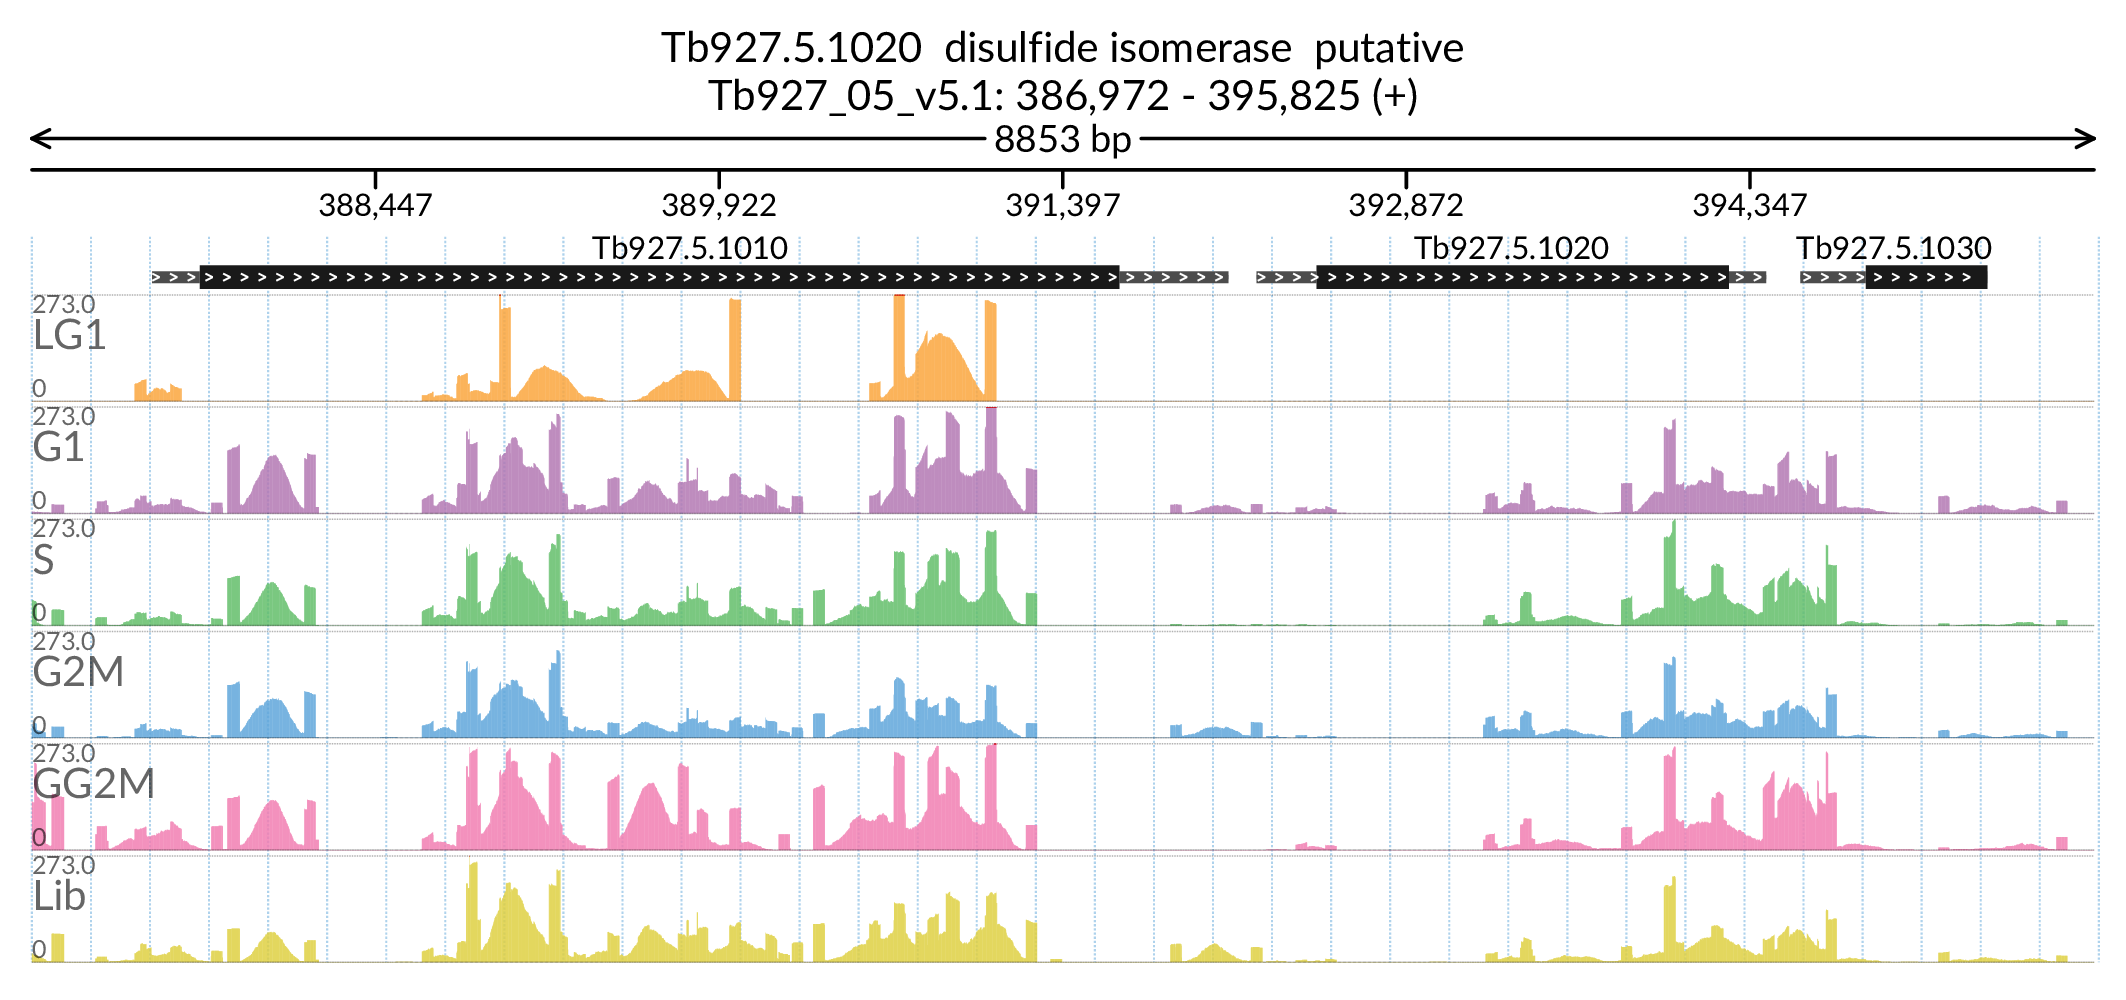 Tb927.5.1020 disulfide isomerase putative
Tb927_05_v5.1: 386,972 - 395,825 (+)
8853 bp
388,447 389,922 391,397 392,872 394,347
Tb927.5.1010 Tb927.5.1020 Tb927.5.1030
273.0
LG1
0
273.0
G1
0
273.0
S
0
273.0
G2M
0
273.0
GG2M
0
273.0
Lib
0